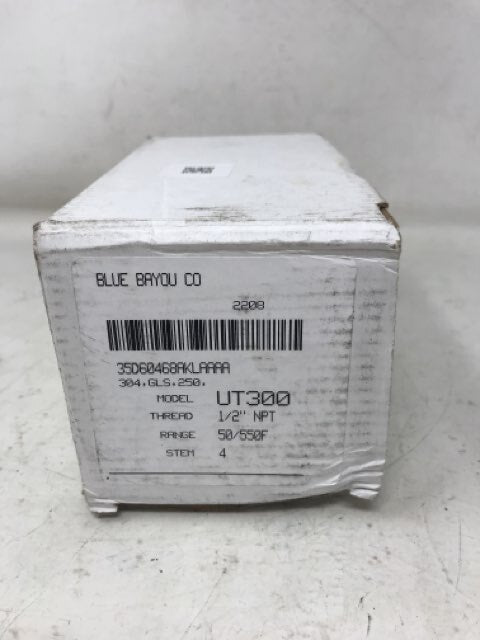 BLUE BAYOU CO
2208
35D60468AKLAAAA
304,GLS,250,
MODEL UT300
THREAD 1/2" NPT
RANGE 50/550F
STEM 4